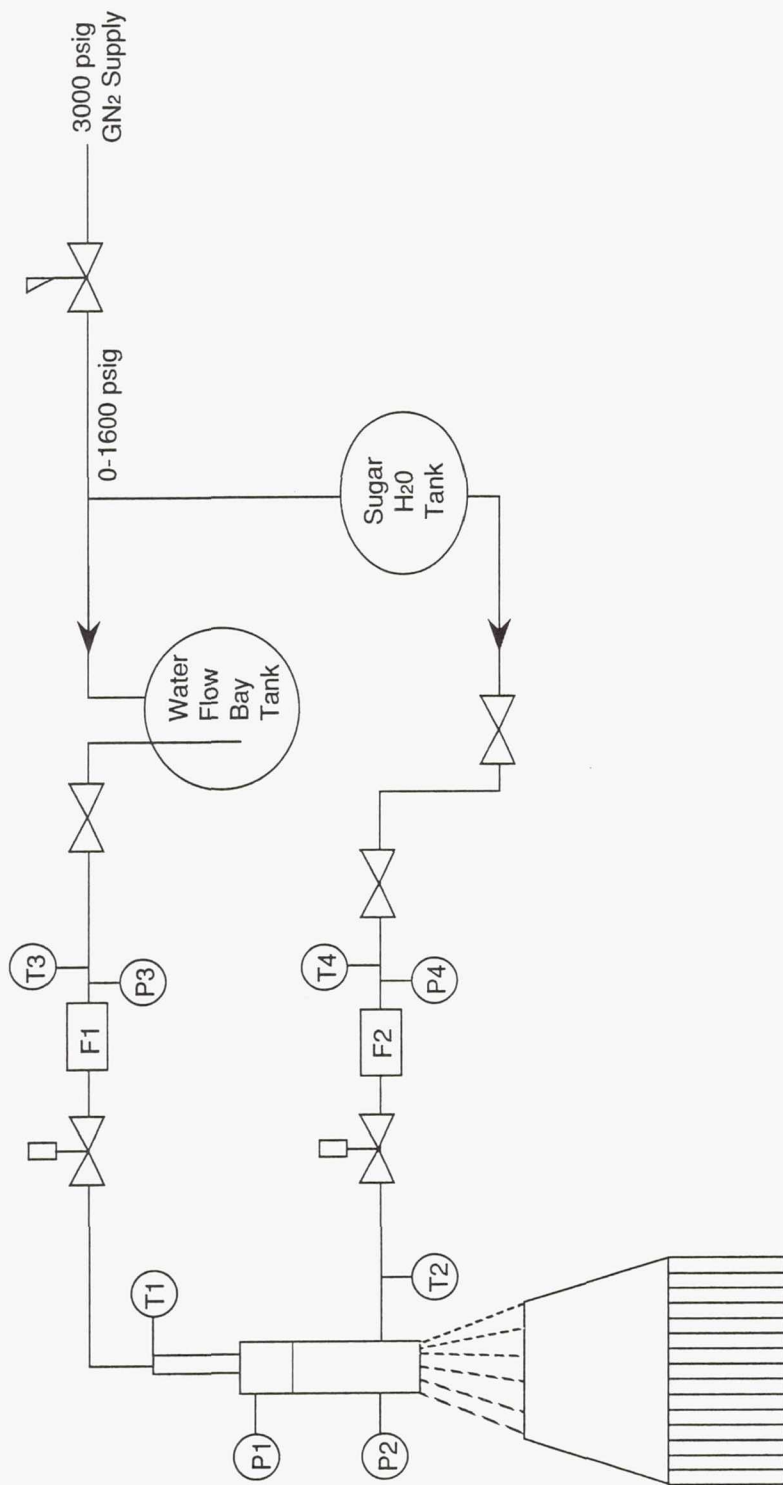 3000 psig
GN2 Supply
0-1600 psig
Water
Flow
Bay
Tank
Sugar
H20
Tank
T3
P3
F1
T4
P4
F2
T1
T2
P1
P2